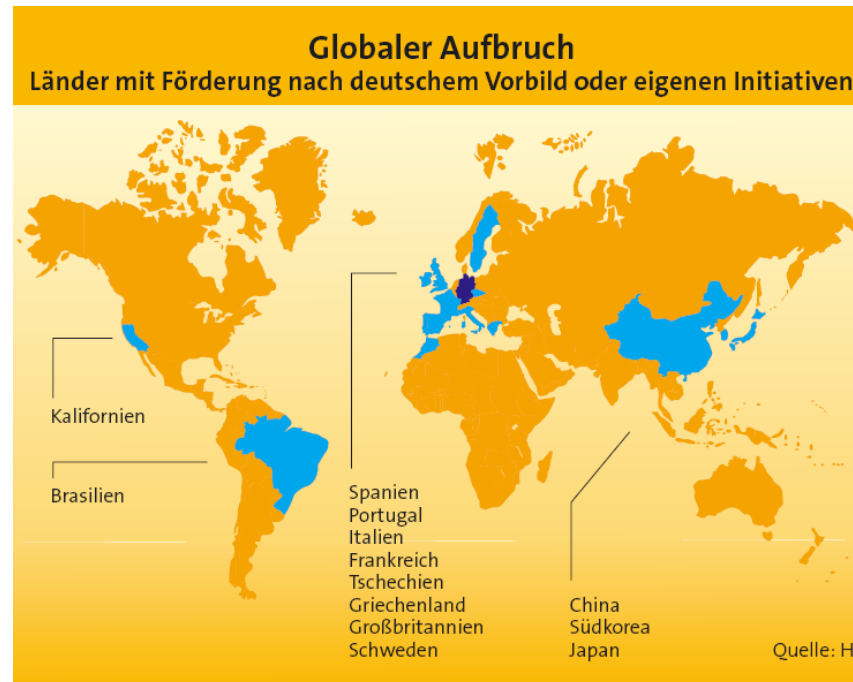 Globaler Aufbruch
Länder mit Förderung nach deutschem Vorbild oder eigenen Initiativen
Kalifornien
Brasilien
Spanien
Portugal
Italien
Frankreich
Tschechien
Griechenland
Großbritannien
Schweden
China
Südkorea
Japan
Quelle: H